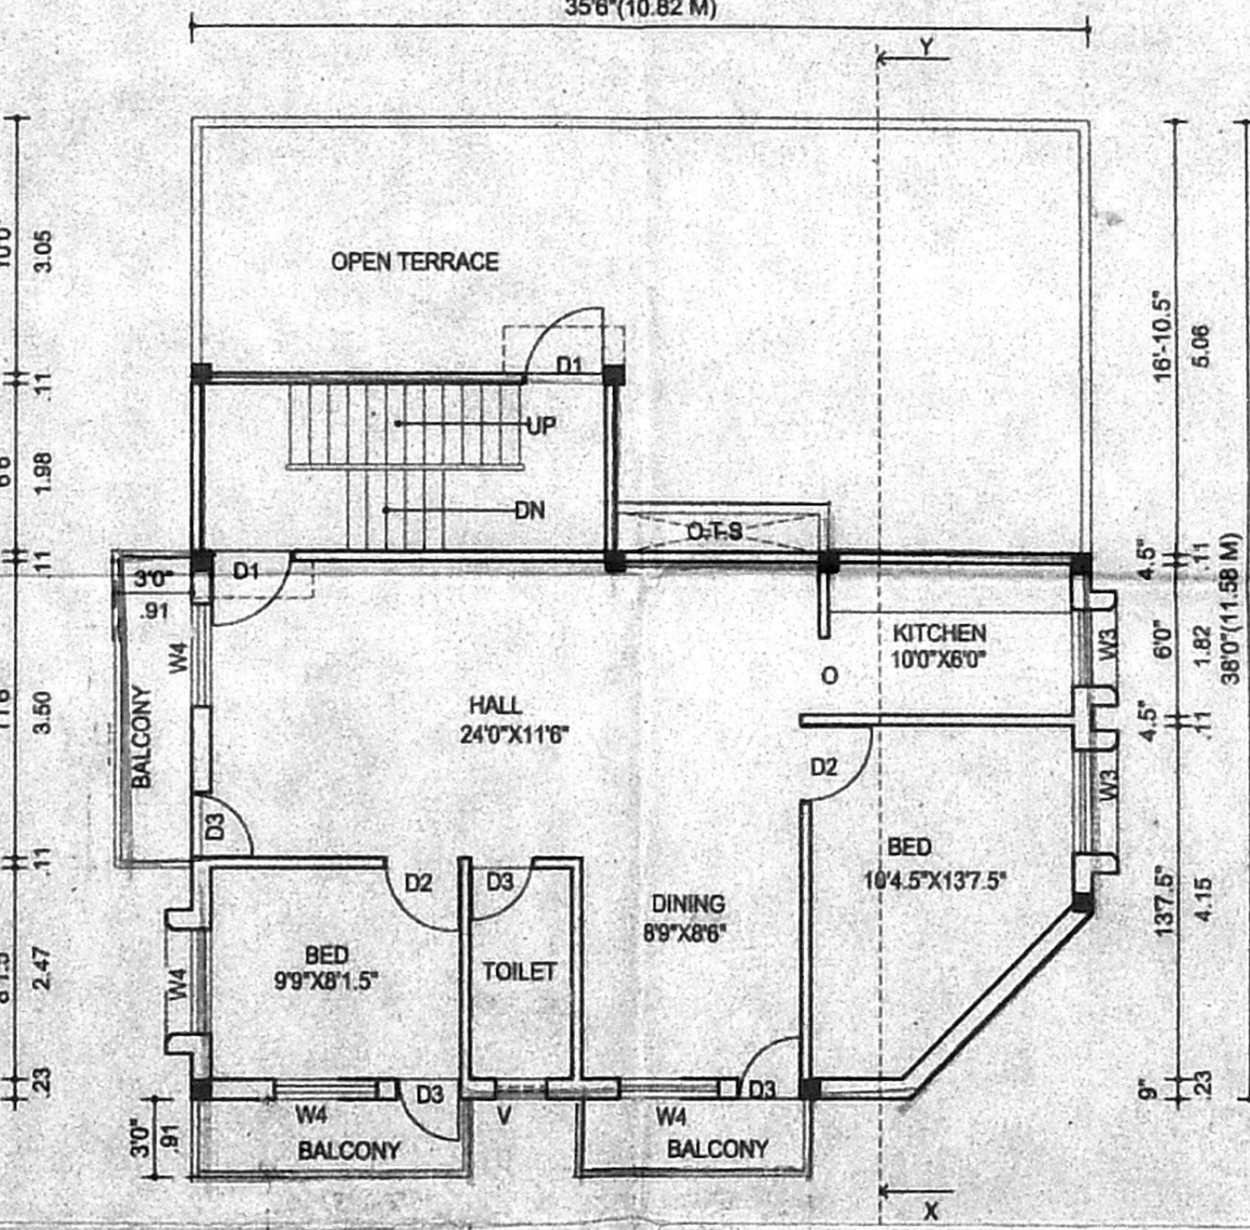 35'6"(10.82 M)
Y
OPEN TERRACE
3.05
16'-10.5"
5.06
D1
.11
UP
6'6
1.98
DN
O.T.S
.11
D1
3'0"
.91
4.5"
.11
38'0"(11.58 M)
W4
KITCHEN
10'0"X6'0"
W3
6'0"
1.82
O
HALL
24'0"X11'6"
BALCONY
3.50
4.5"
.11
D2
W3
D3
.11
D2
D3
BED
10'4.5"X13'7.5"
DINING
8'9"X8'6"
137.5"
4.15
BED
9'9"X8'1.5"
TOILET
W4
2.47
.23
D3
D3
9"
.23
W4
V
W4
3'0"
.91
BALCONY
BALCONY
X